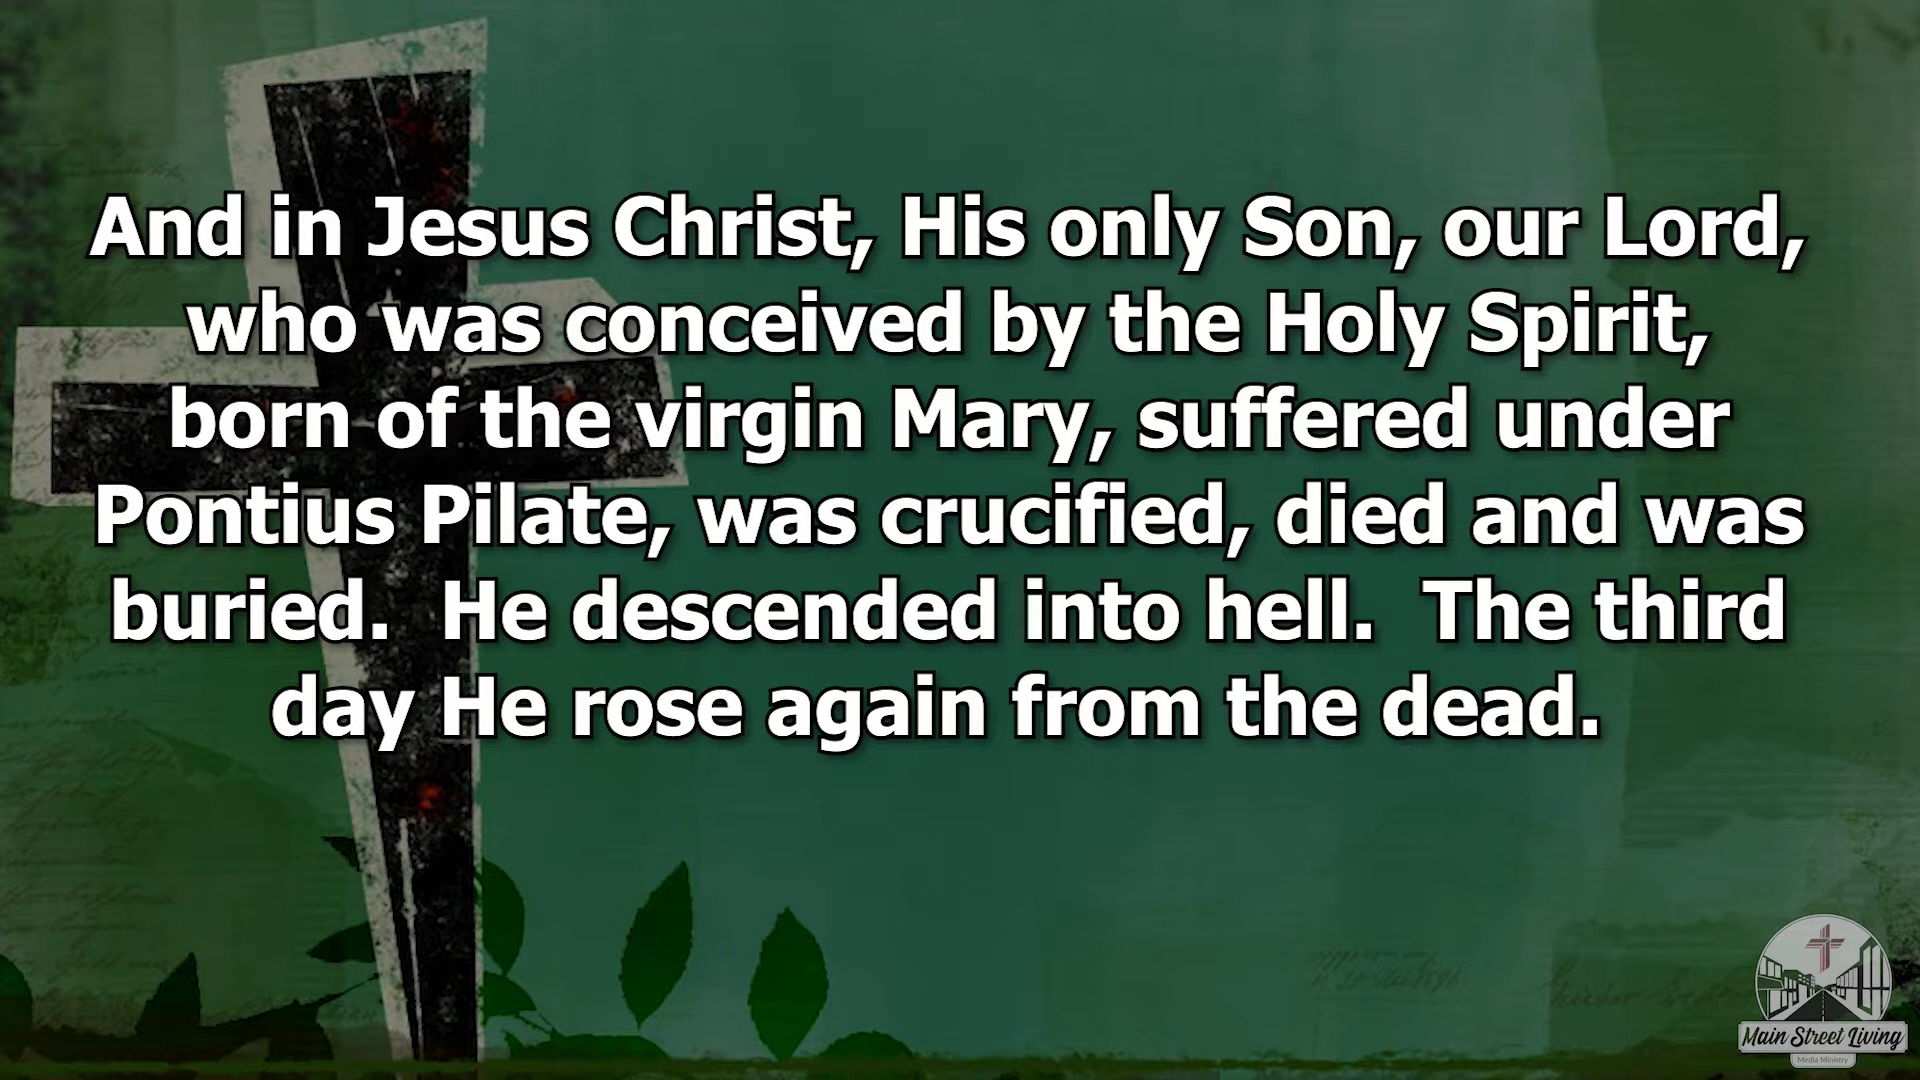 And in Jesus Christ, His only Son, our Lord,
who was conceived by the Holy Spirit,
born of the virgin Mary, suffered under
Pontius Pilate, was crucified, died and was
buried.  He descended into hell.  The third
day He rose again from the dead.
Main Street Living
Media Ministry